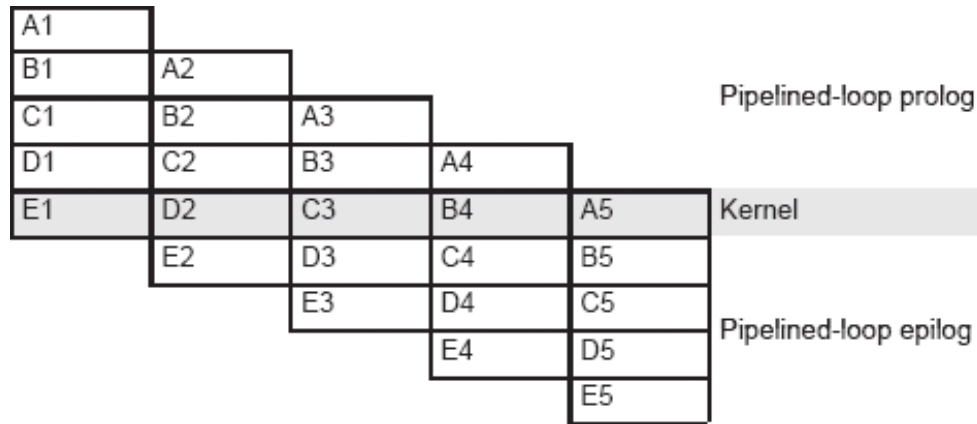 A1
B1 A2
C1 B2 A3
Pipelined-loop prolog
D1 C2 B3 A4
E1 D2 C3 B4 A5 Kernel
E2 D3 C4 B5
E3 D4 C5
Pipelined-loop epilog
E4 D5
E5